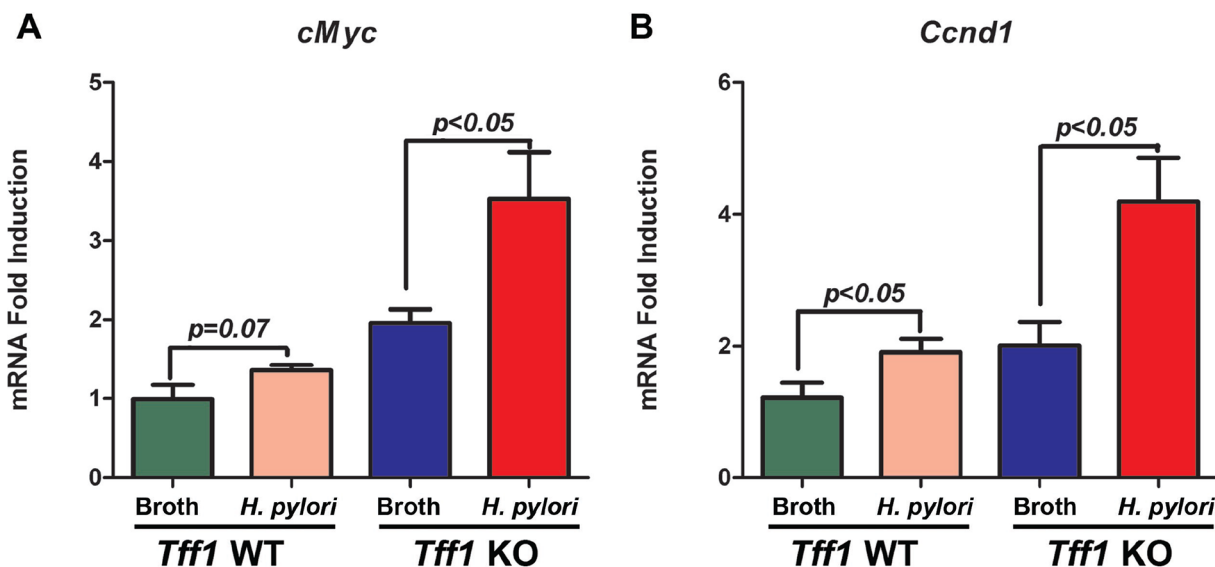 A
cMyc
mRNA Fold Induction
5
4
3
2
1
0
p=0.07
p<0.05
Broth
H. pylori
Broth
H. pylori
Tff1 WT
Tff1 KO
B
Ccnd1
mRNA Fold Induction
6
4
2
0
p<0.05
p<0.05
Broth
H. pylori
Broth
H. pylori
Tff1 WT
Tff1 KO